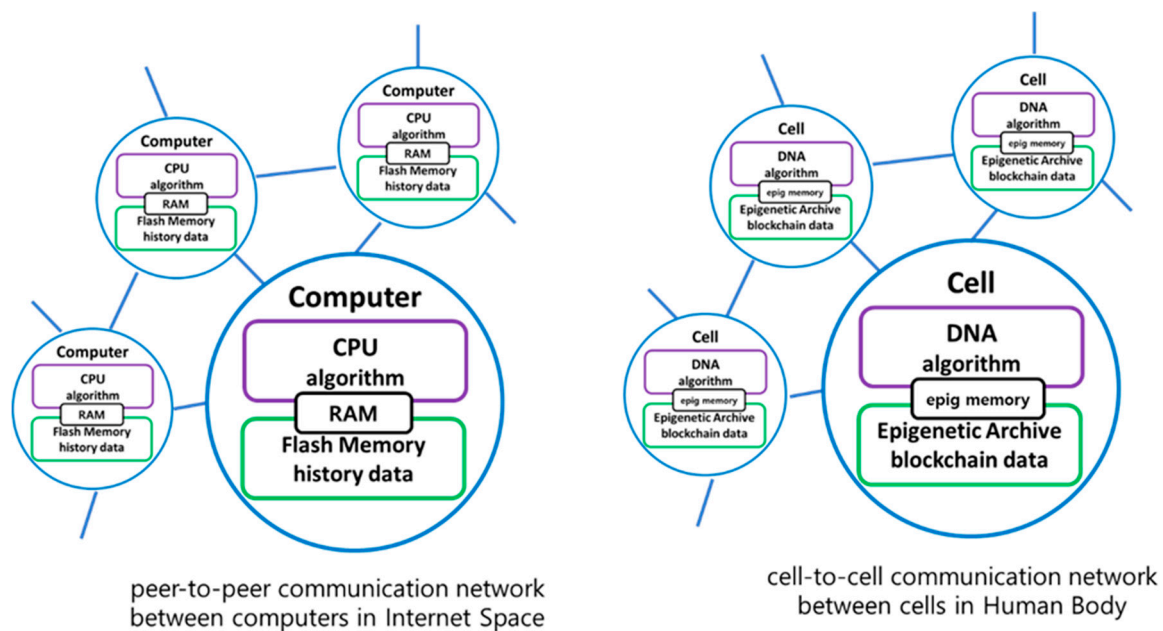 Computer
CPU
algorithm
RAM
Flash Memory
history data
Computer
CPU
algorithm
RAM
Flash Memory
history data
Computer
CPU
algorithm
RAM
Flash Memory
history data
Computer
CPU
algorithm
RAM
Flash Memory
history data
peer-to-peer communication network
between computers in Internet Space
Cell
DNA
algorithm
epig memory
Epigenetic Archive
blockchain data
Cell
DNA
algorithm
epig memory
Epigenetic Archive
blockchain data
Cell
DNA
algorithm
epig memory
Epigenetic Archive
blockchain data
Cell
DNA
algorithm
epig memory
Epigenetic Archive
blockchain data
cell-to-cell communication network
between cells in Human Body